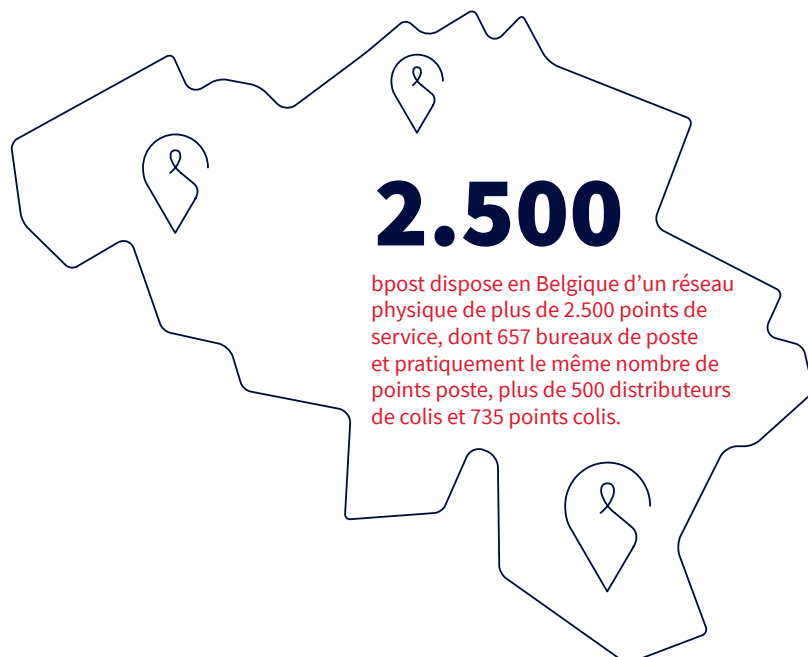 2.500
bpost dispose en Belgique d’un réseau
physique de plus de 2.500 points de
service, dont 657 bureaux de poste
et pratiquement le même nombre de
points poste, plus de 500 distributeurs
de colis et 735 points colis.